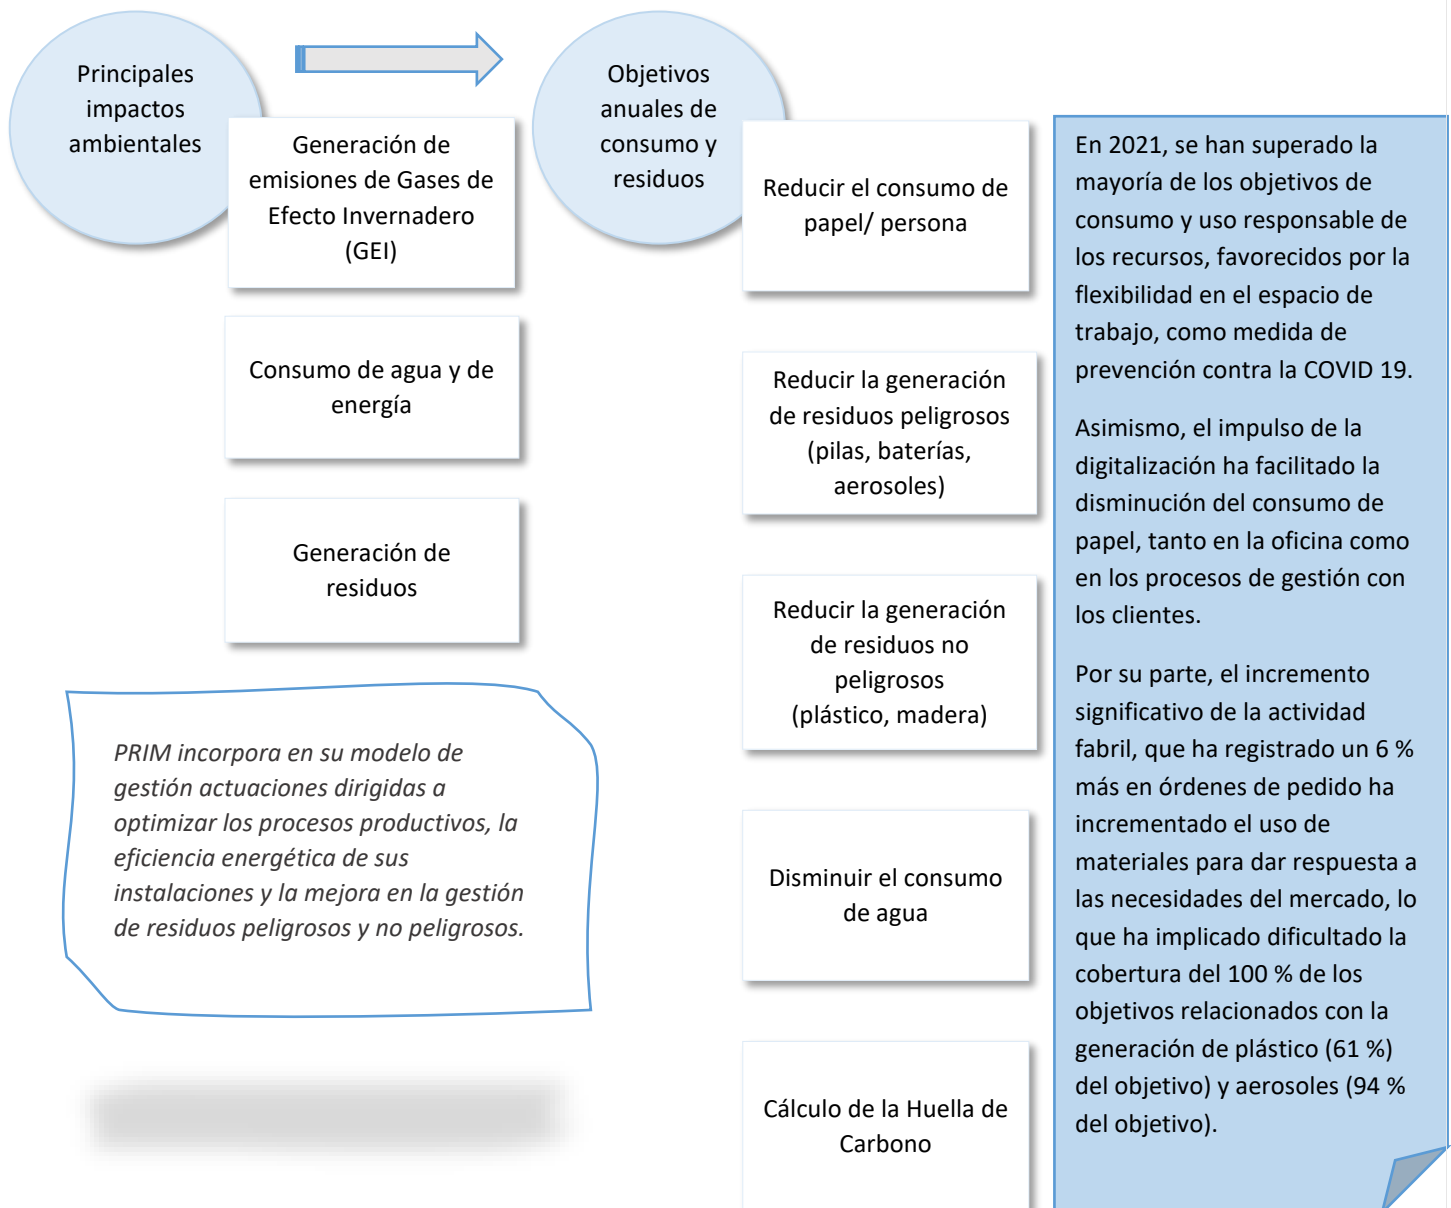 Principales
impactos
ambientales
Generación de
emisiones de Gases de
Efecto Invernadero
(GEI)
Consumo de agua y de
energía
Generación de
residuos
PRIM incorpora en su modelo de
gestión actuaciones dirigidas a
optimizar los procesos productivos, la
eficiencia energética de sus
instalaciones y la mejora en la gestión
de residuos peligrosos y no peligrosos.
Objetivos
anuales de
consumo y
residuos
Reducir el consumo de
papel/ persona
Reducir la generación
de residuos peligrosos
(pilas, baterías,
aerosoles)
Reducir la generación
de residuos no
peligrosos
(plástico, madera)
Disminuir el consumo
de agua
Cálculo de la Huella de
Carbono
En 2021, se han superado la
mayoría de los objetivos de
consumo y uso responsable de
los recursos, favorecidos por la
flexibilidad en el espacio de
trabajo, como medida de
prevención contra la COVID 19.
Asimismo, el impulso de la
digitalización ha facilitado la
disminución del consumo de
papel, tanto en la oficina como
en los procesos de gestión con
los clientes.
Por su parte, el incremento
significativo de la actividad
fabril, que ha registrado un 6 %
más en órdenes de pedido ha
incrementado el uso de
materiales para dar respuesta a
las necesidades del mercado, lo
que ha implicado dificultado la
cobertura del 100 % de los
objetivos relacionados con la
generación de plástico (61 %)
del objetivo) y aerosoles (94 %
del objetivo).